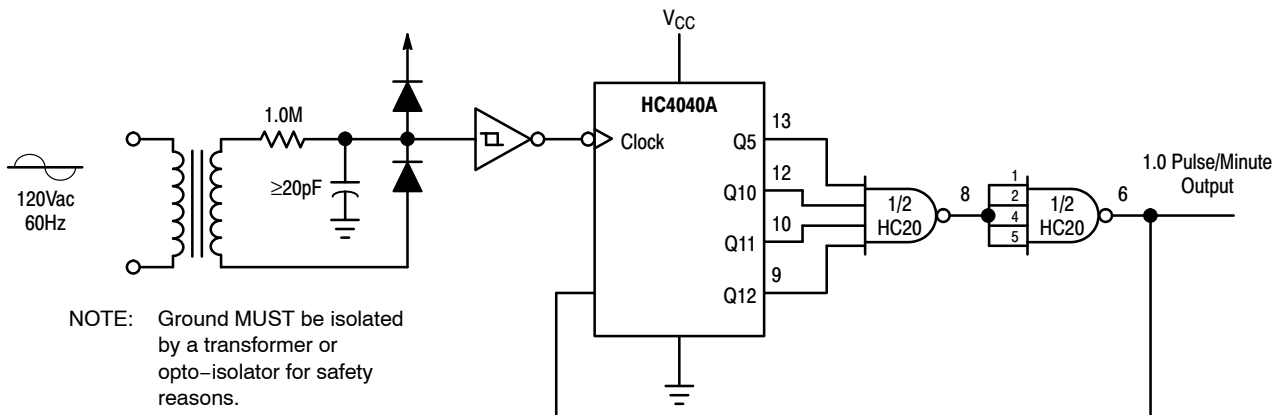 VCC
HC4040A
1.0M
Clock
≥20pF
120Vac
60Hz
Q5
Q10
Q11
Q12
13
12
10
9
1/2
HC20
8
1
2
4
5
1/2
HC20
6
1.0 Pulse/Minute
Output
NOTE: Ground MUST be isolated
by a transformer or
opto−isolator for safety
reasons.